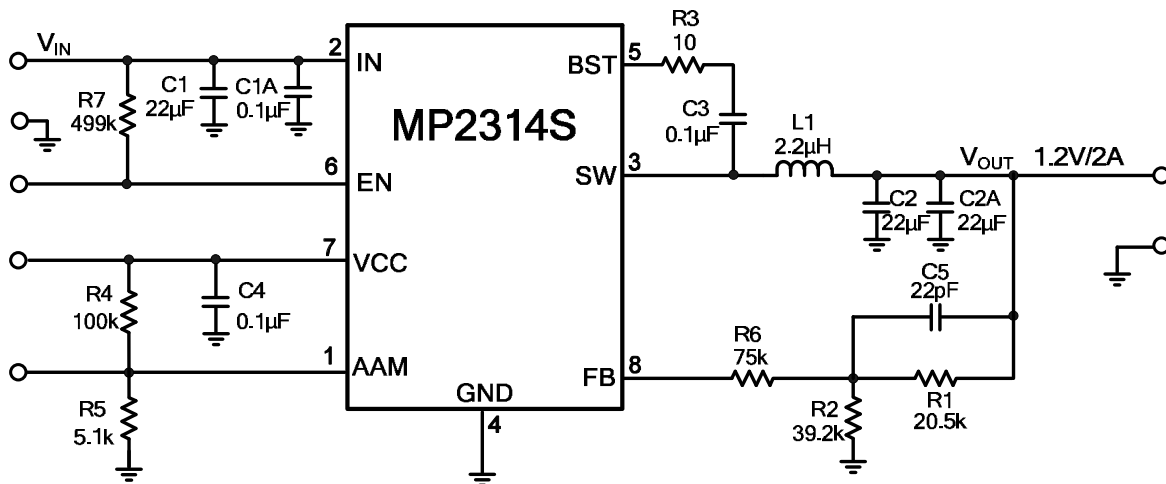 V_IN
2
IN
R7
499k
C1
22µF
C1A
0.1µF
6
EN
7
VCC
R4
100k
C4
0.1µF
1
AAM
R5
5.1k
MP2314S
GND
4
BST
5
R3
10
C3
0.1µF
SW
3
L1
2.2µH
V_OUT 1.2V/2A
C2
22µF
C2A
22µF
C5
22pF
FB
8
R6
75k
R2
39.2k
R1
20.5k